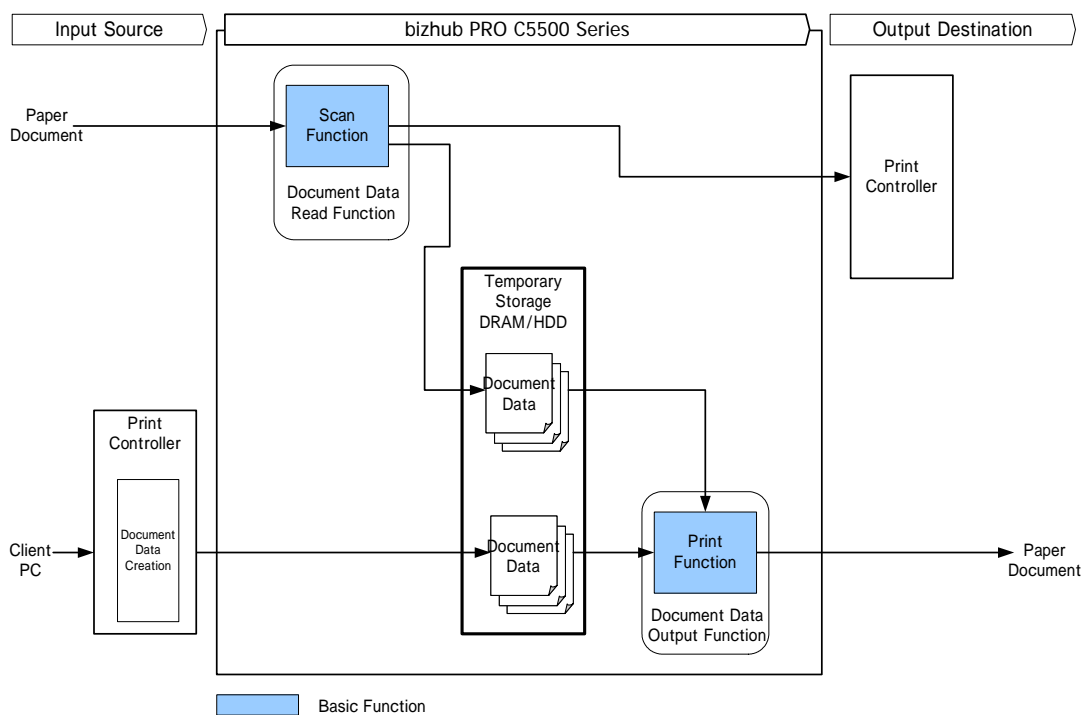 Input Source
bizhub PRO C5500 Series
Output Destination
Paper
Document
Scan
Function
Document Data
Read Function
Print
Controller
Temporary
Storage
DRAM/HDD
Document
Data
Print
Controller
Document
Data
Creation
Client
PC
Document
Data
Print
Function
Document Data
Output Function
Paper
Document
Basic Function